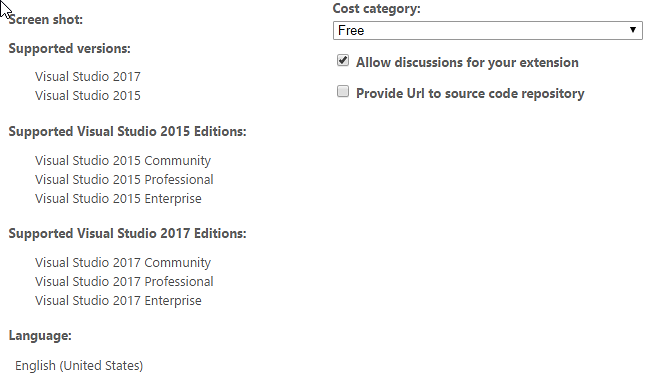 Screen shot:
Supported versions:
Visual Studio 2017
Visual Studio 2015
Supported Visual Studio 2015 Editions:
Visual Studio 2015 Community
Visual Studio 2015 Professional
Visual Studio 2015 Enterprise
Supported Visual Studio 2017 Editions:
Visual Studio 2017 Community
Visual Studio 2017 Professional
Visual Studio 2017 Enterprise
Language:
English (United States)
Cost category:
Free
Allow discussions for your extension
Provide Url to source code repository